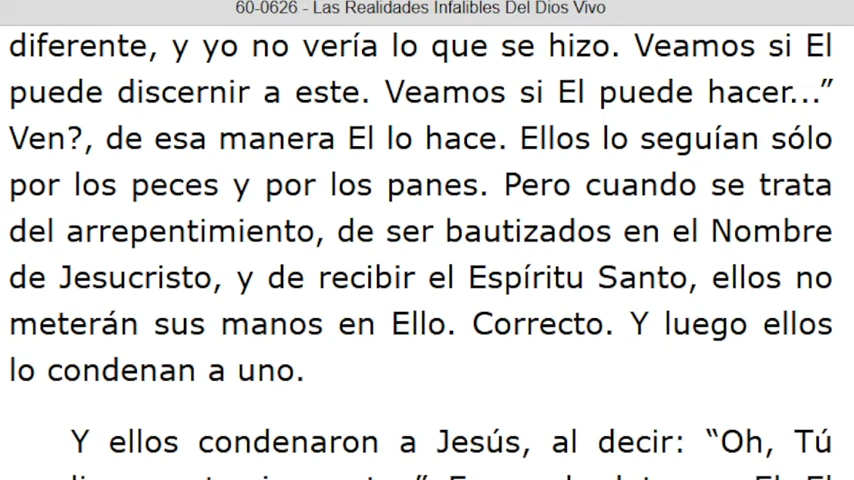 60-0626 - Las Realidades Infalibles Del Dios Vivo
diferente, y yo no vería lo que se hizo. Veamos si El
puede discernir a este. Veamos si El puede hacer...”
Ven?, de esa manera El lo hace. Ellos lo seguían sólo
por los peces y por los panes. Pero cuando se trata
del arrepentimiento, de ser bautizados en el Nombre
de Jesucristo, y de recibir el Espíritu Santo, ellos no
meterán sus manos en Ello. Correcto. Y luego ellos
lo condenan a uno.
Y ellos condenaron a Jesús, al decir: “Oh, Tú